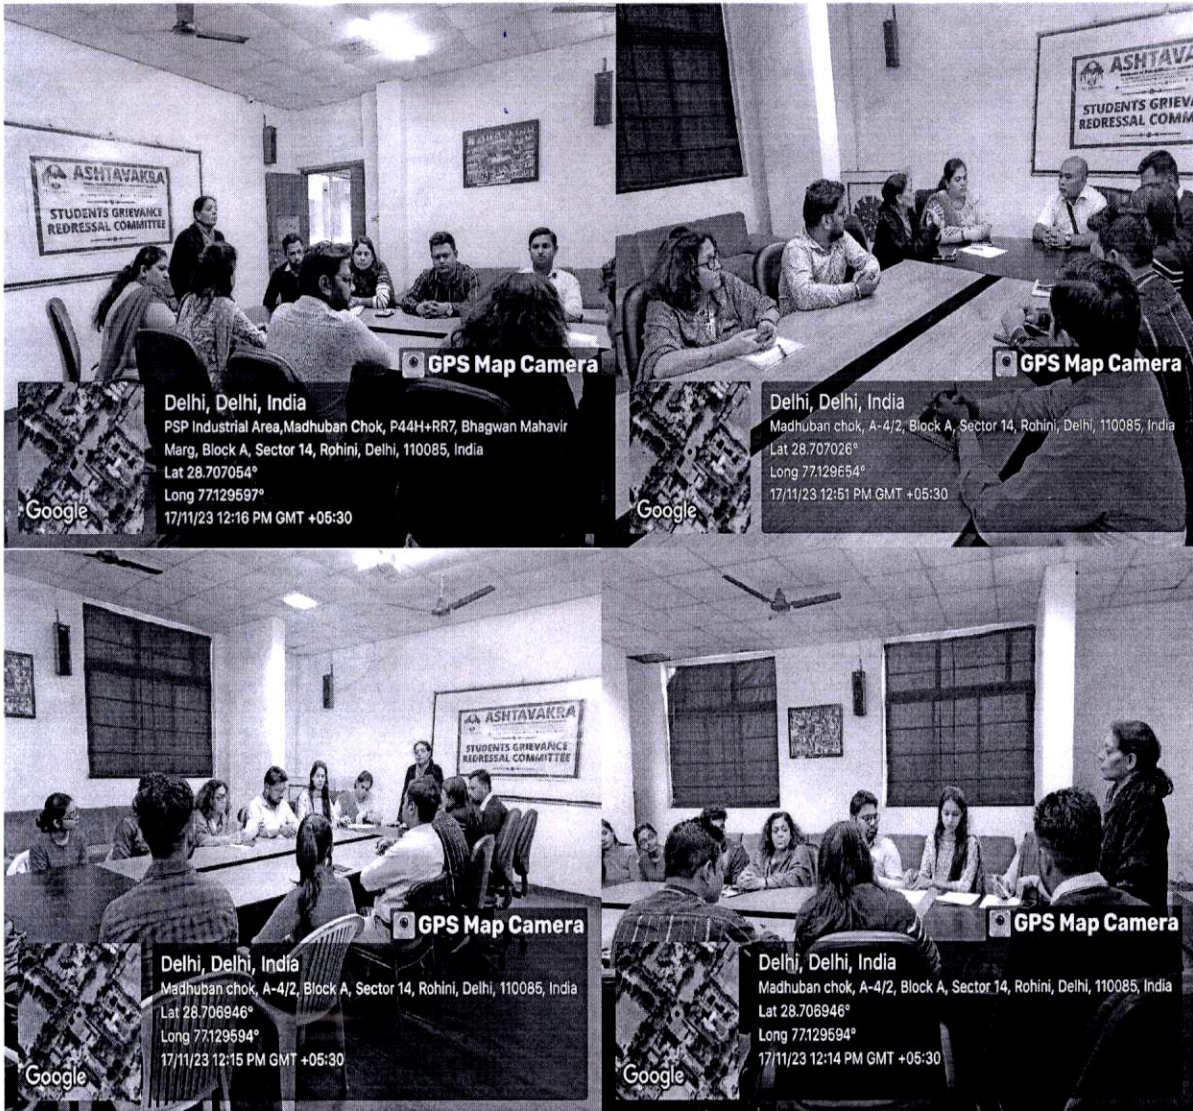 ASHTAVAKRA
STUDENTS GRIEVANCE
REDRESSAL COMMITTEE
GPS Map Camera
Delhi, Delhi, India
PSP Industrial Area,Madhuban Chok, P44H+RR7, Bhagwan Mahavir
Marg, Block A, Sector 14, Rohini, Delhi, 110085, India
Lat 28.707054°
Long 77.129597°
17/11/23 12:16 PM GMT +05:30
Google
ASHTAVA
STUDENTS GRIEVA
REDRESSAL COMM
GPS Map Camera
Delhi, Delhi, India
Madhuban chok, A-4/2, Block A, Sector 14, Rohini, Delhi, 110085, India
Lat 28.707026°
Long 77.129654°
17/11/23 12:51 PM GMT +05:30
Google
ASHTAVAKRA
STUDENTS GRIEVANCE
REDRESSAL COMMITTEE
GPS Map Camera
Delhi, Delhi, India
Madhuban chok, A-4/2, Block A, Sector 14, Rohini, Delhi, 110085, India
Lat 28.706946°
Long 77.129594°
17/11/23 12:15 PM GMT +05:30
Google
GPS Map Camera
Delhi, Delhi, India
Madhuban chok, A-4/2, Block A, Sector 14, Rohini, Delhi, 110085, India
Lat 28.706946°
Long 77.129594°
17/11/23 12:14 PM GMT +05:30
Google